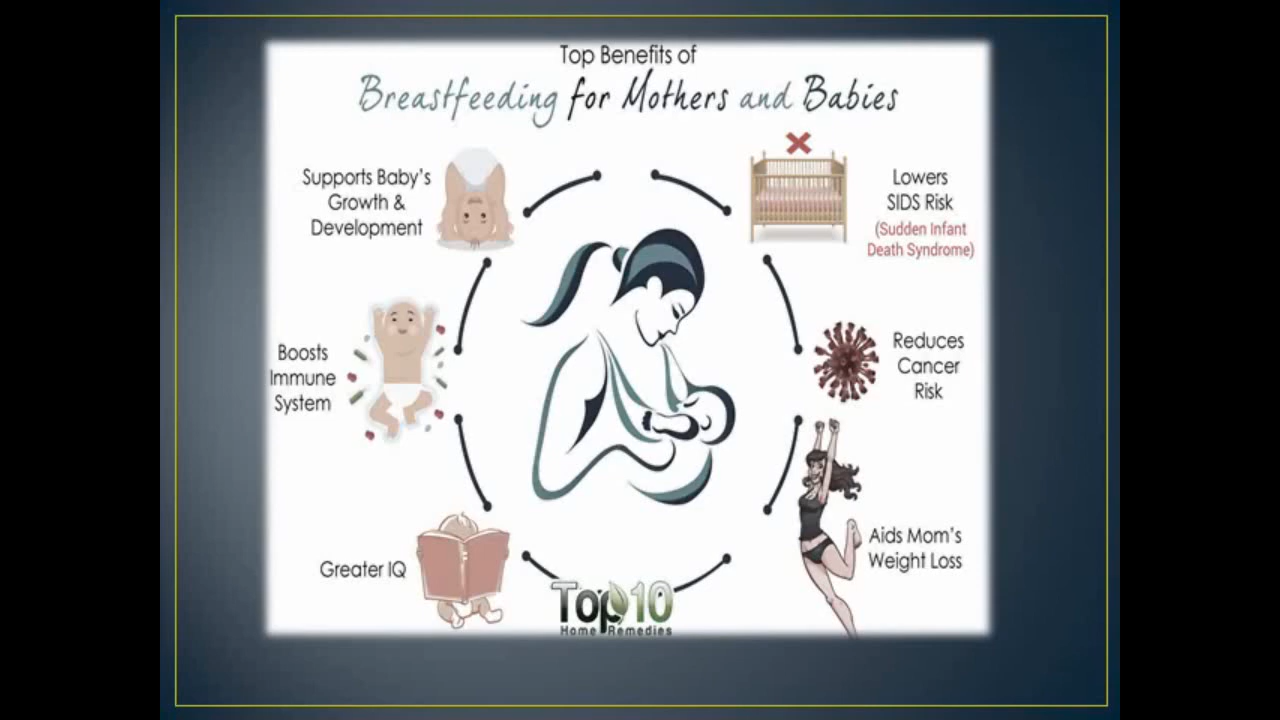 Top Benefits of
Breastfeeding for Mothers and Babies
Supports Baby's
Growth &
Development
Lowers
SIDS Risk
(Sudden Infant
Death Syndrome)
Boosts
Immune
System
Reduces
Cancer
Risk
Greater IQ
Aids Mom's
Weight Loss
Top10
Home Remedies